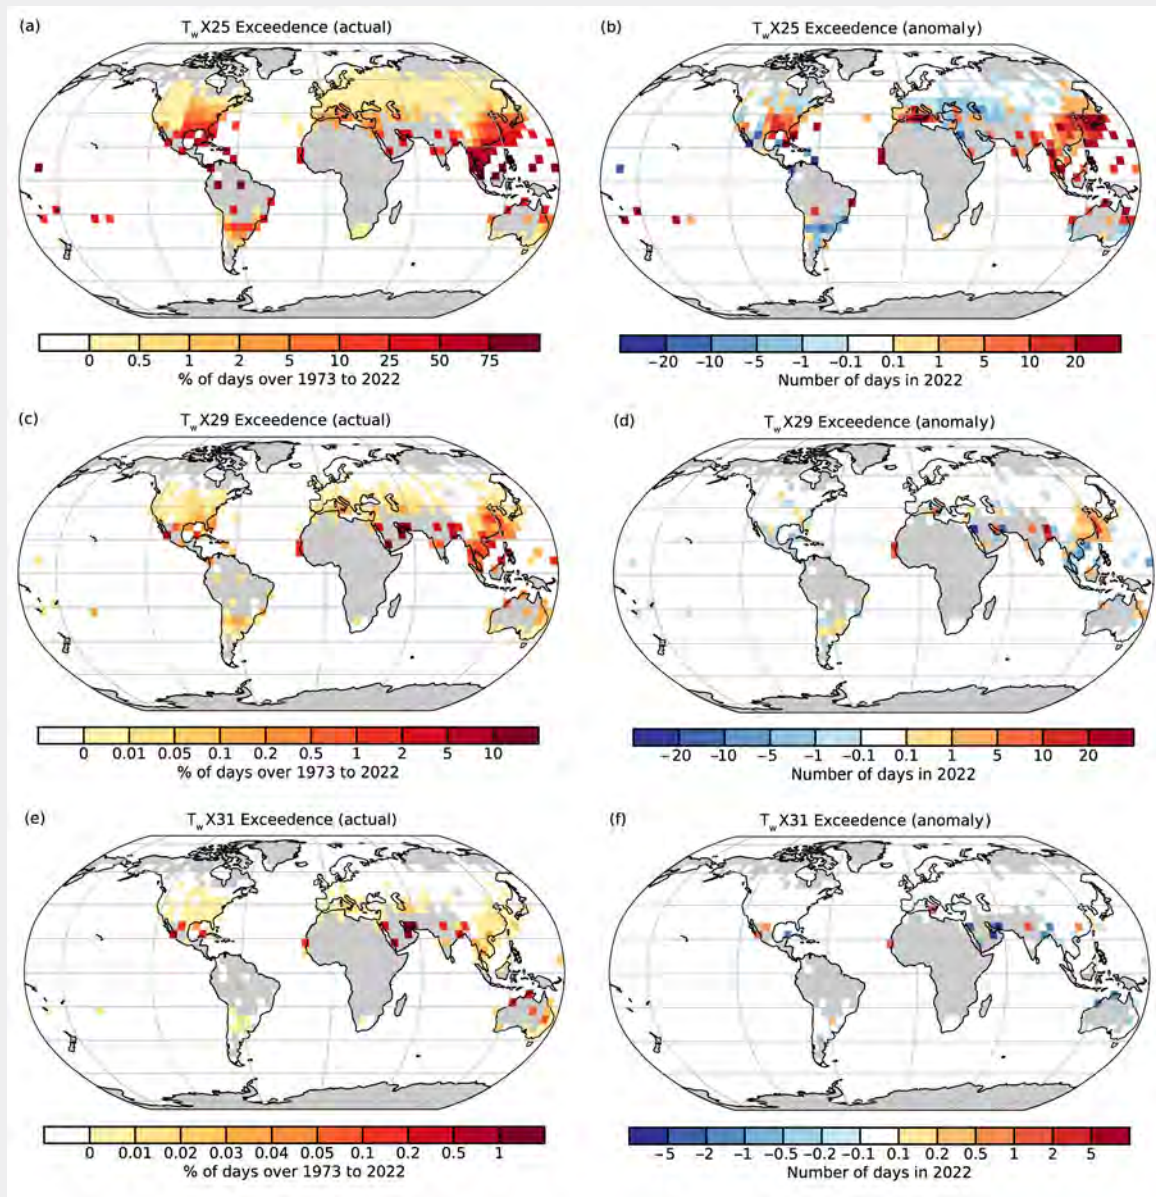 (a) TwX25 Exceedence (actual)
0 0.5 1 2 5 10 25 50 75
% of days over 1973 to 2022
(b) TwX25 Exceedence (anomaly)
−20 −10 −5 −1 −0.1 0.1 1 5 10 20
Number of days in 2022
(c) TwX29 Exceedence (actual)
0 0.01 0.05 0.1 0.2 0.5 1 2 5 10
% of days over 1973 to 2022
(d) TwX29 Exceedence (anomaly)
−20 −10 −5 −1 −0.1 0.1 1 5 10 20
Number of days in 2022
(e) TwX31 Exceedence (actual)
0 0.01 0.02 0.03 0.04 0.05 0.1 0.2 0.5 1
% of days over 1973 to 2022
(f) TwX31 Exceedence (anomaly)
−5 −2 −1 −0.5 −0.2 −0.1 0.1 0.2 0.5 1 2 5
Number of days in 2022